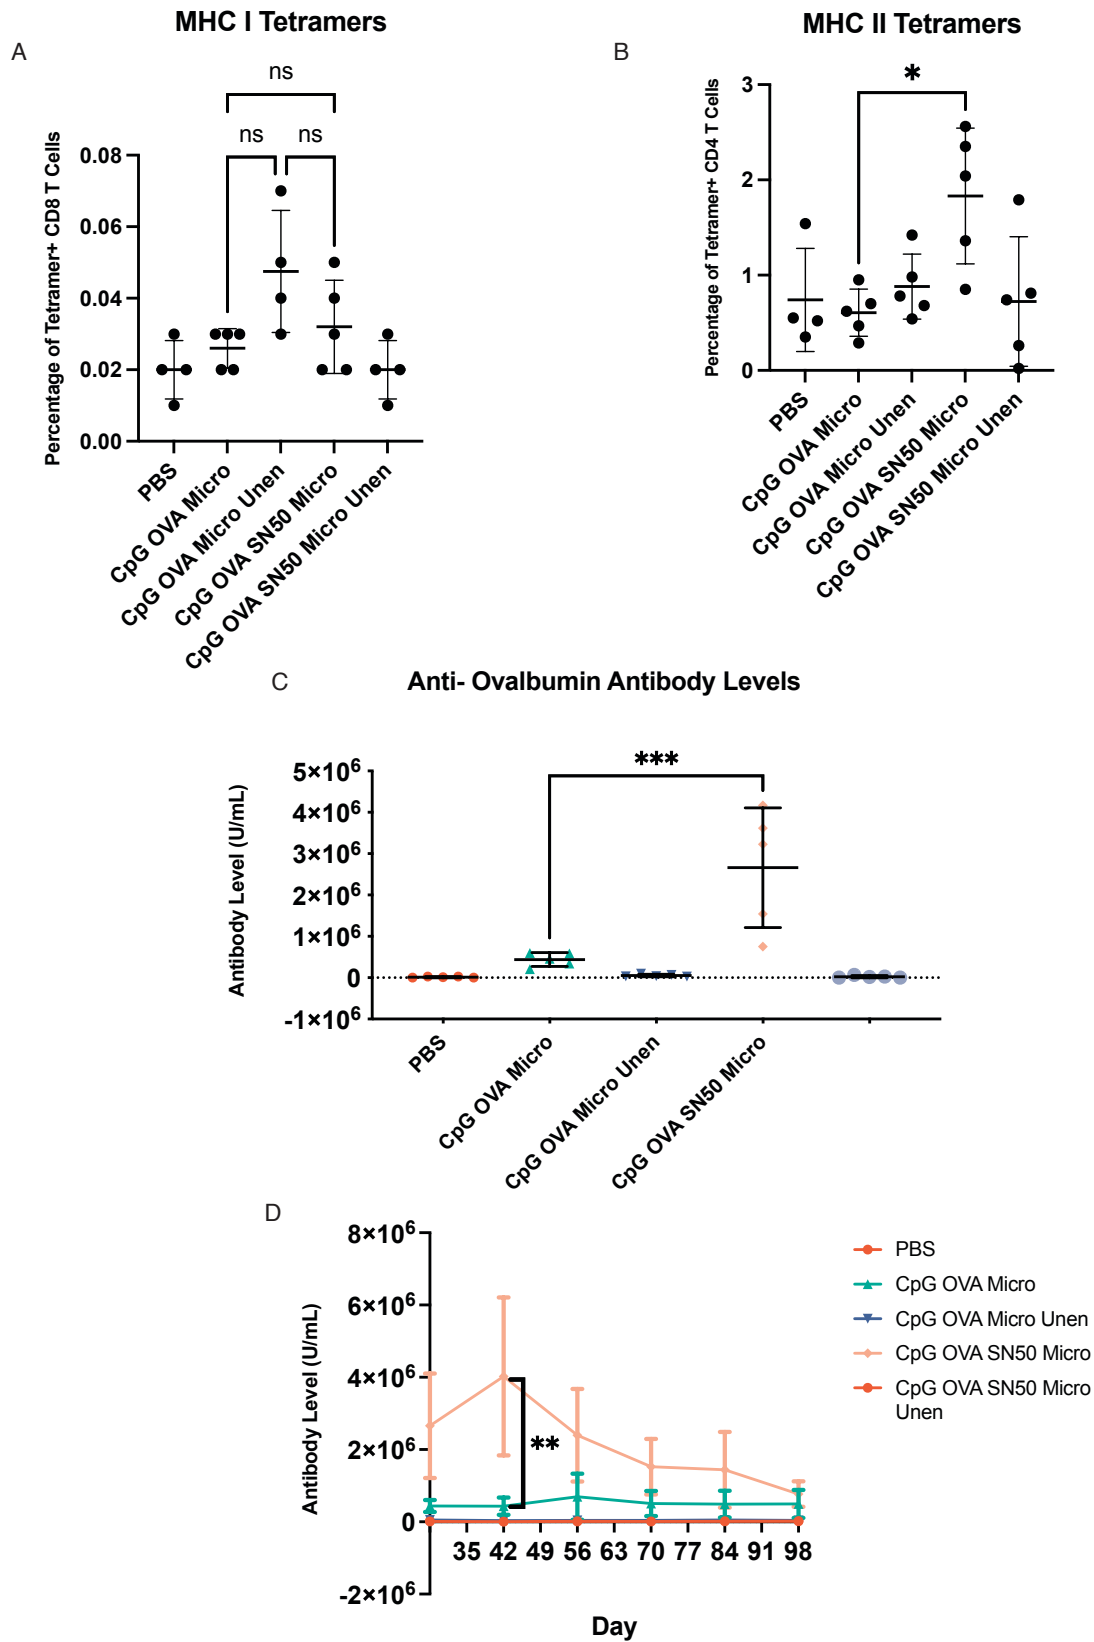 MHC I Tetramers
A
ns
ns
ns
Percentage of Tetramer+ CD8 T Cells
0.08
0.06
0.04
0.02
0.00
PBS
CpG OVA Micro
CpG OVA Micro Unen
CpG OVA SN50 Micro
CpG OVA SN50 Micro Unen
MHC II Tetramers
B
*
Percentage of Tetramer+ CD4 T Cells
3
2
1
0
PBS
CpG OVA Micro
CpG OVA Micro Unen
CpG OVA SN50 Micro
CpG OVA SN50 Micro Unen
C
Anti- Ovalbumin Antibody Levels
***
Antibody Level (U/mL)
5×10⁶
4×10⁶
3×10⁶
2×10⁶
1×10⁶
0
-1×10⁶
PBS
CpG OVA Micro
CpG OVA Micro Unen
CpG OVA SN50 Micro
D
Antibody Level (U/mL)
8×10⁶
6×10⁶
4×10⁶
2×10⁶
0
-2×10⁶
**
35 42 49 56 63 70 77 84 91 98
Day
PBS
CpG OVA Micro
CpG OVA Micro Unen
CpG OVA SN50 Micro
CpG OVA SN50 Micro
Unen